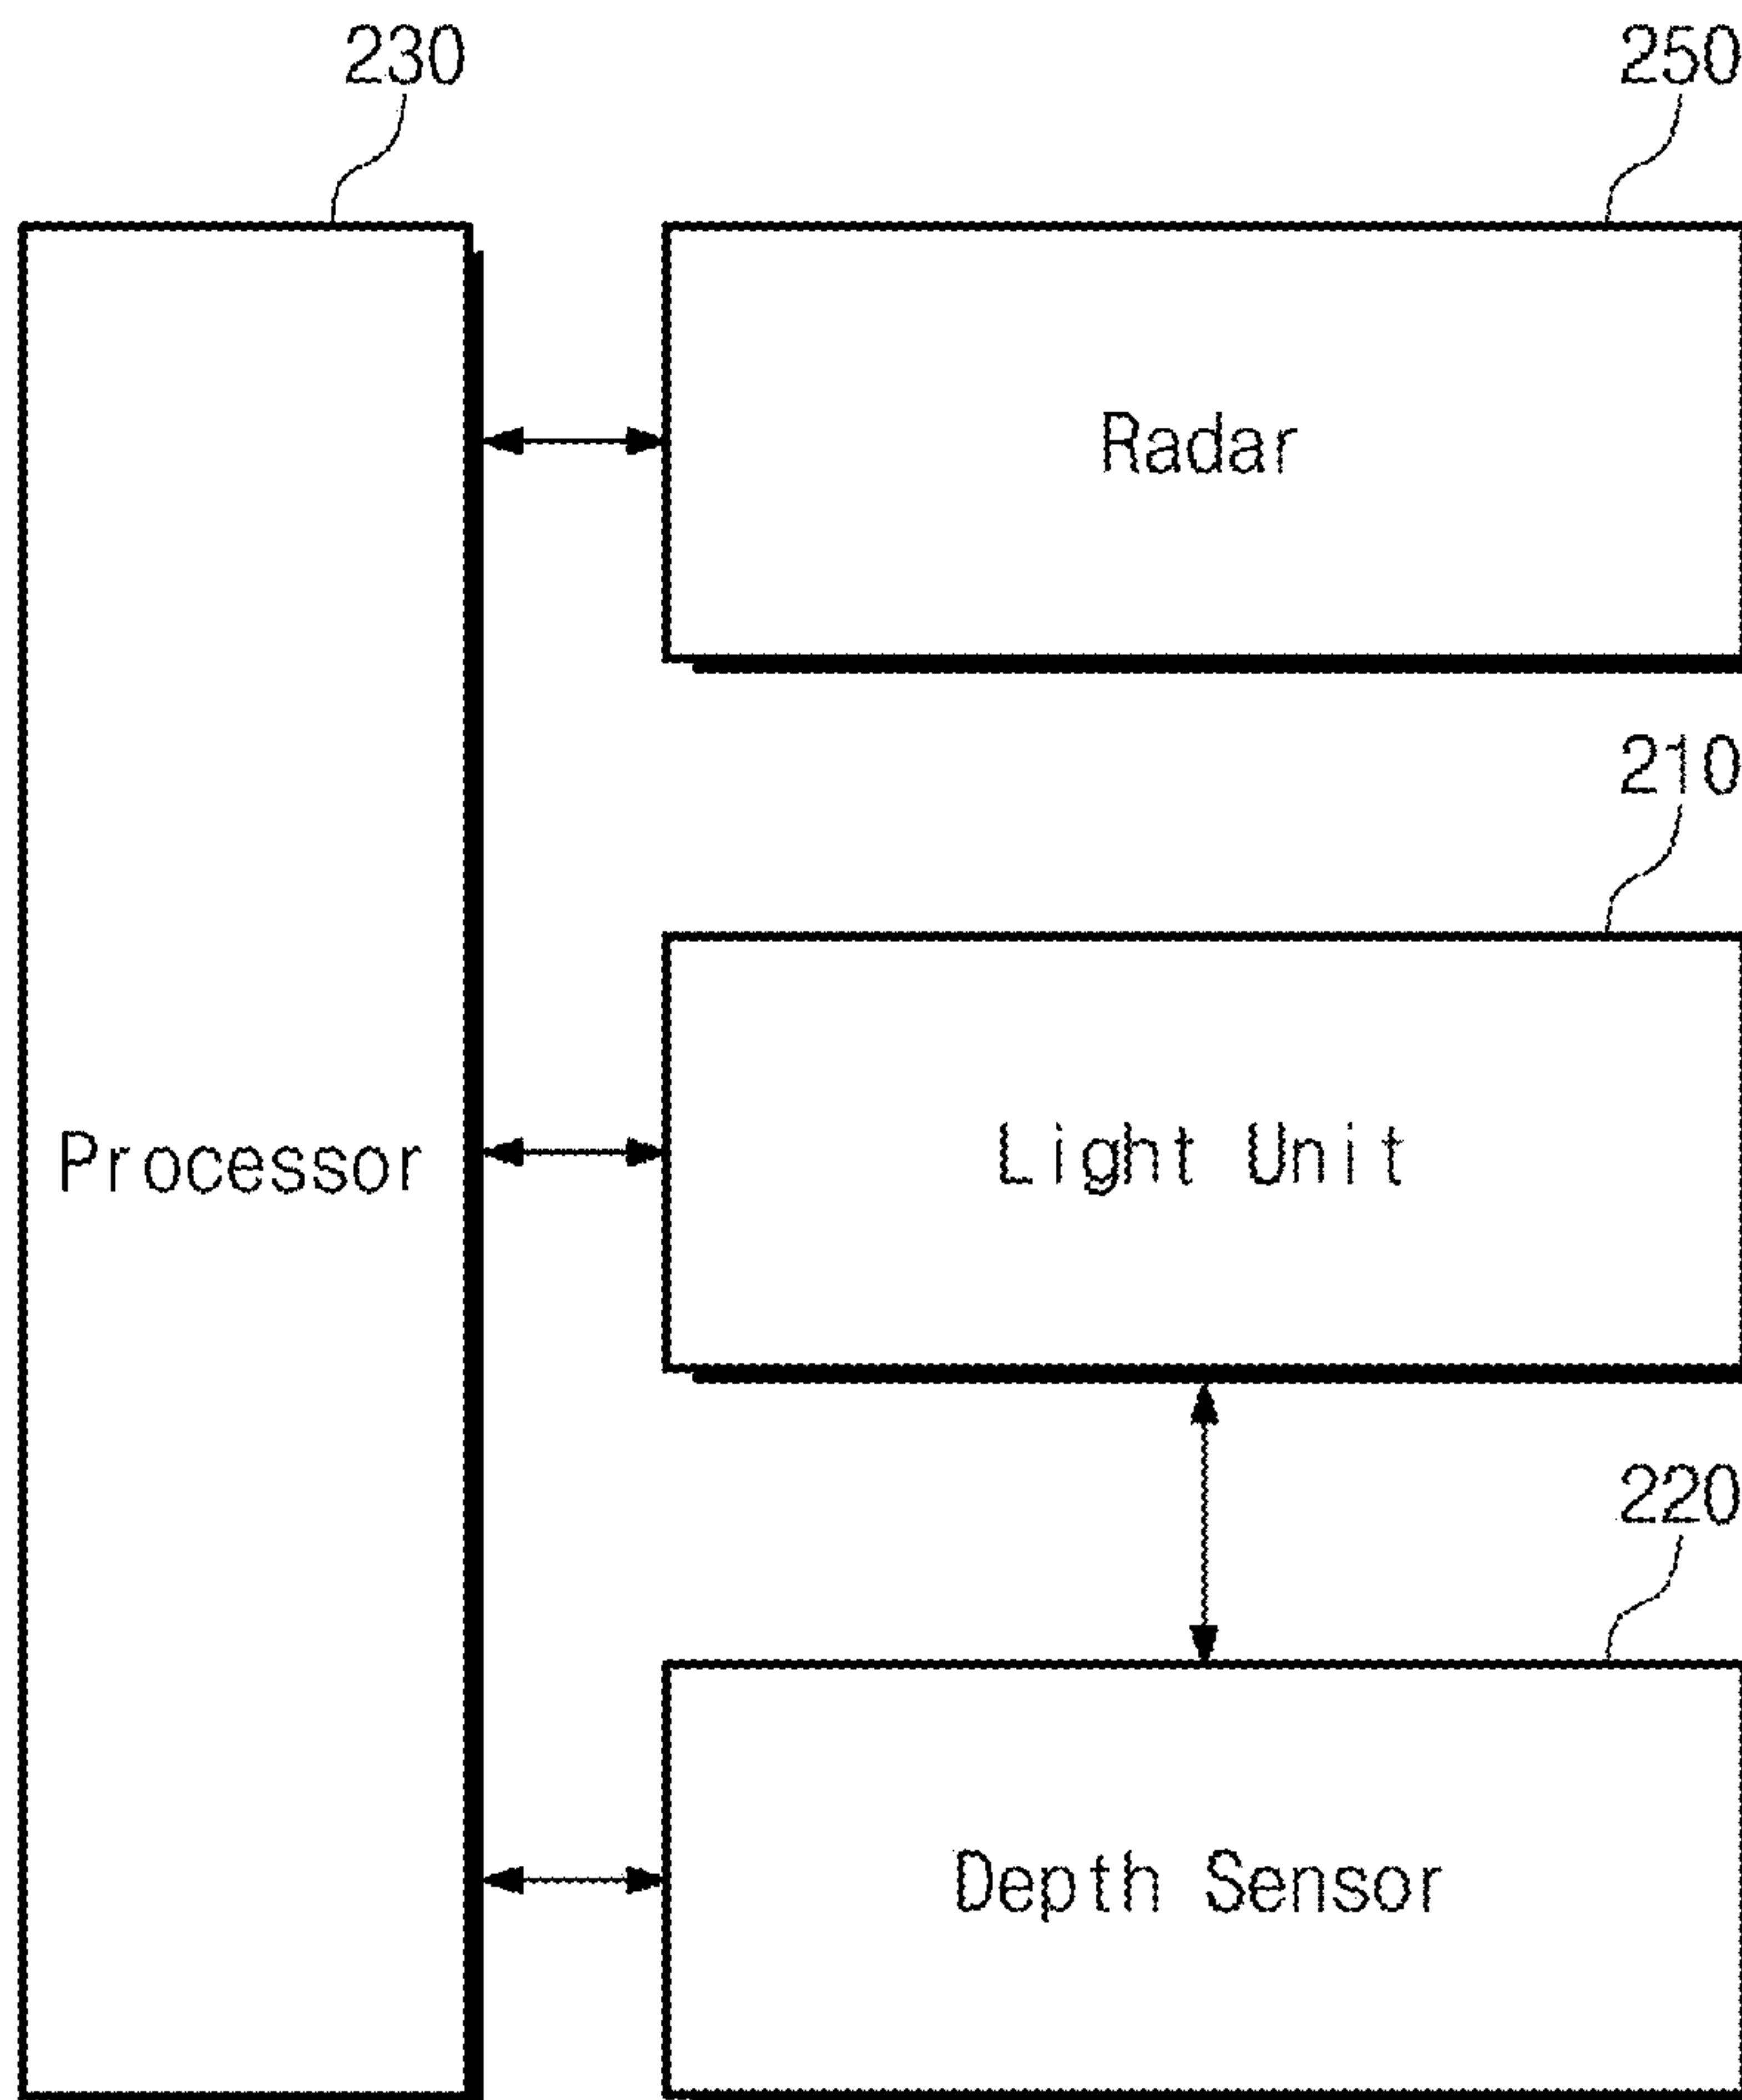 230
250
Radar
210
Processor
Light Unit
220
Depth Sensor